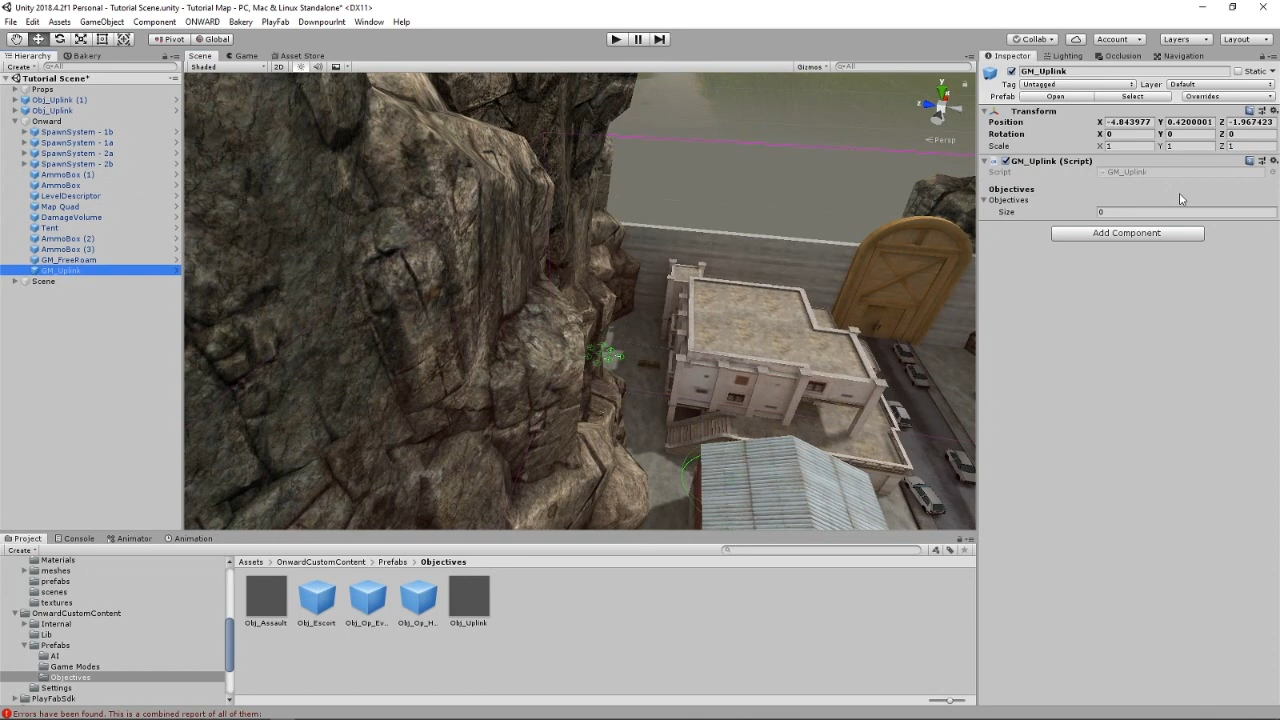 Unity 2018.4.2f1 Personal - Tutorial Scene.unity - Tutorial Map - PC, Mac & Linux Standalone* <DX11>
File Edit Assets GameObject Component ONWARD Bakery PlayFab DownpourInt Window Help
Pivot Global Collab Account Layers Layout
Hierarchy Bakery Scene Game Asset Store Inspector Lighting Occlusion Navigation
Create All Shaded 2D Gizmos All
GM_Uplink Static
Tag Untagged Layer Default
Prefab Open Select Overrides
Tutorial Scene*
Props
Obj_Uplink (1)
Obj_Uplink
Onward
SpawnSystem - 1b
SpawnSystem - 1a
SpawnSystem - 2a
SpawnSystem - 2b
AmmoBox (1)
AmmoBox
LevelDescriptor
Map Quad
DamageVolume
Tent
AmmoBox (2)
AmmoBox (3)
GM_FreeRoam
GM_Uplink
Scene
y
z
Persp
Transform
Position X -4.843977 Y 0.4200001 Z -1.967423
Rotation X 0 Y 0 Z 0
Scale X 1 Y 1 Z 1
GM_Uplink (Script)
Script GM_Uplink
Objectives
Objectives
Size 0
Add Component
Project Console Animator Animation
Create
Materials
meshes
prefabs
scenes
textures
OnwardCustomContent
Internal
Lib
Prefabs
AI
Game Modes
Objectives
Settings
PlayFabSdk
Assets OnwardCustomContent Prefabs Objectives
Obj_Assault Obj_Escort Obj_Op_Ev.. Obj_Op_H.. Obj_Uplink
Errors have been found. This is a combined report of all of them: